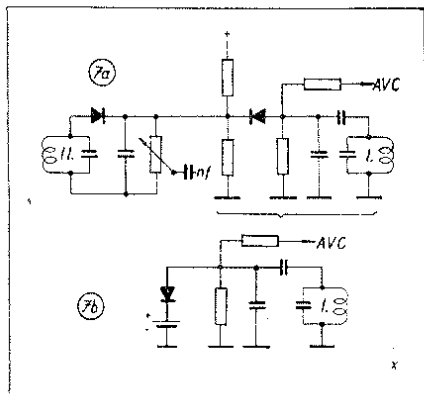 7a
+
AVC
II.
nf
I.
AVC
+
7b
I.
x